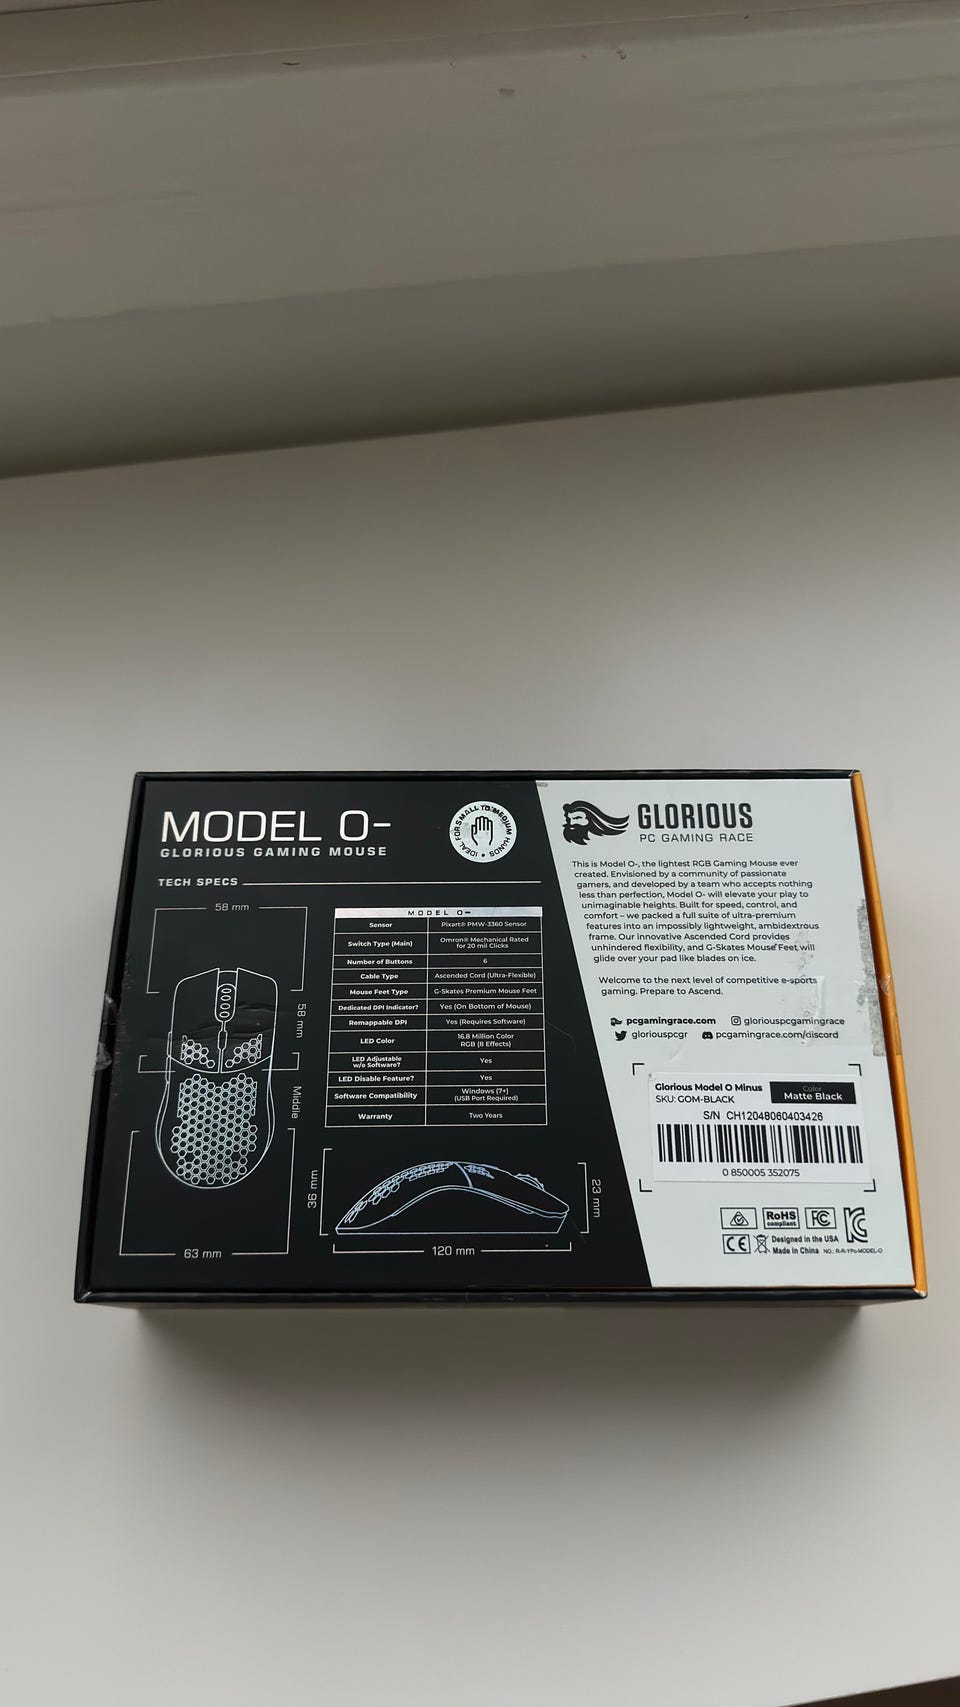 MODEL O-
GLORIOUS GAMING MOUSE
IDEAL FOR SMALL TO MEDIUM HANDS
TECH SPECS
58 mm
58 mm
Middle
63 mm
MODEL O-
Sensor Pixart® PMW-3360 Sensor
Switch Type (Main) Omron® Mechanical Rated
for 20 mil Clicks
Number of Buttons 6
Cable Type Ascended Cord (Ultra-Flexible)
Mouse Feet Type G-Skates Premium Mouse Feet
Dedicated DPI Indicator? Yes (On Bottom of Mouse)
Remappable DPI Yes (Requires Software)
LED Color 16.8 Million Color
RGB (8 Effects)
LED Adjustable
w/o Software? Yes
LED Disable Feature? Yes
Software Compatibility Windows (7+)
(USB Port Required)
Warranty Two Years
36 mm
23 mm
120 mm
GLORIOUS
PC GAMING RACE
This is Model O-, the lightest RGB Gaming Mouse ever
created. Envisioned by a community of passionate
gamers, and developed by a team who accepts nothing
less than perfection, Model O- will elevate your play to
unimaginable heights. Built for speed, control, and
comfort – we packed a full suite of ultra-premium
features into an impossibly lightweight, ambidextrous
frame. Our innovative Ascended Cord provides
unhindered flexibility, and G-Skates Mouse Feet will
glide over your pad like blades on ice.
Welcome to the next level of competitive e-sports
gaming. Prepare to Ascend.
pcgamingrace.com gloriouspcgamingrace
gloriouspcgr pcgamingrace.com/discord
Glorious Model O Minus
SKU: GOM-BLACK
Color
Matte Black
S/N CH12048060403426
0 850005 352075
RoHS
compliant
FC
CE
Designed in the USA
Made in China NO.: R-R-YPo-MODEL-O